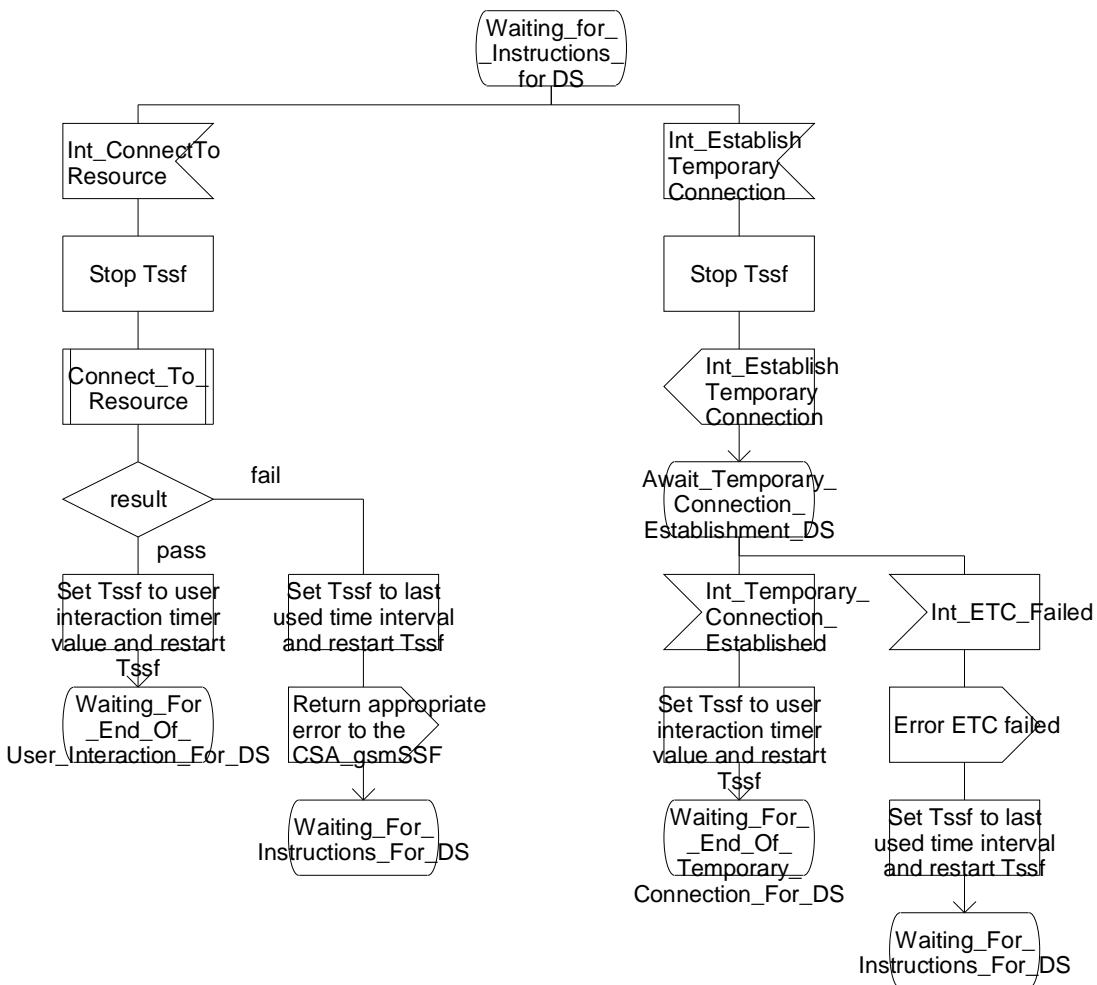 Waiting_for_
_Instructions_
for DS
Int_ConnectTo
Resource
Stop Tssf
Connect_To_
Resource
result
fail
pass
Set Tssf to user
interaction timer
value and restart
Tssf
Waiting_For
_End_Of_
User_Interaction_For_DS
Set Tssf to last
used time interval
and restart Tssf
Return appropriate
error to the
CSA_gsmSSF
Waiting_For_
Instructions_For_DS
Int_Establish
Temporary
Connection
Stop Tssf
Int_Establish
Temporary
Connection
Await_Temporary_
Connection_
Establishment_DS
Int_Temporary_
Connection_
Established
Set Tssf to user
interaction timer
value and restart
Tssf
Waiting_For_
_End_Of_
Temporary_
Connection_For_DS
Int_ETC_Failed
Error ETC failed
Set Tssf to last
used time interval
and restart Tssf
Waiting_For_
Instructions_For_DS